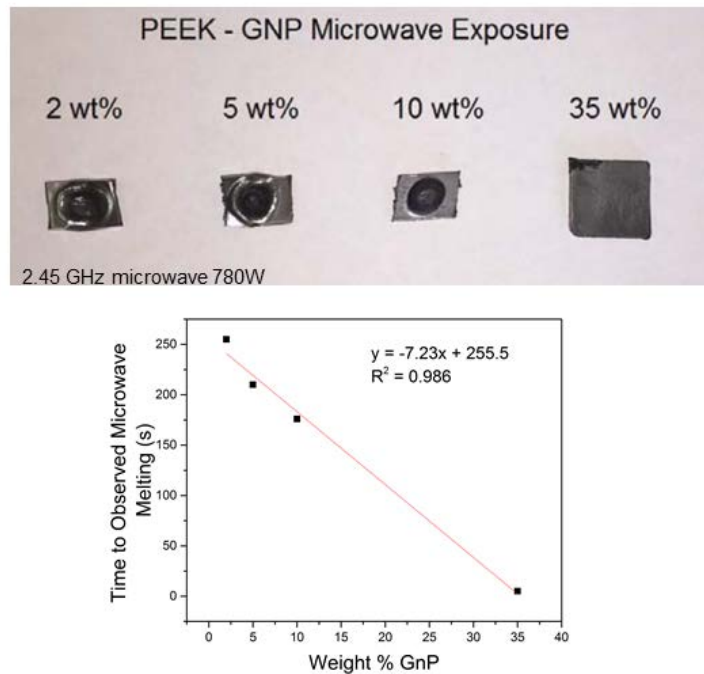 PEEK - GNP Microwave Exposure
2 wt% 5 wt% 10 wt% 35 wt%
2.45 GHz microwave 780W
Time to Observed Microwave
Melting (s)
250
200
150
100
50
0
y = -7.23x + 255.5
R² = 0.986
0 5 10 15 20 25 30 35 40
Weight % GnP